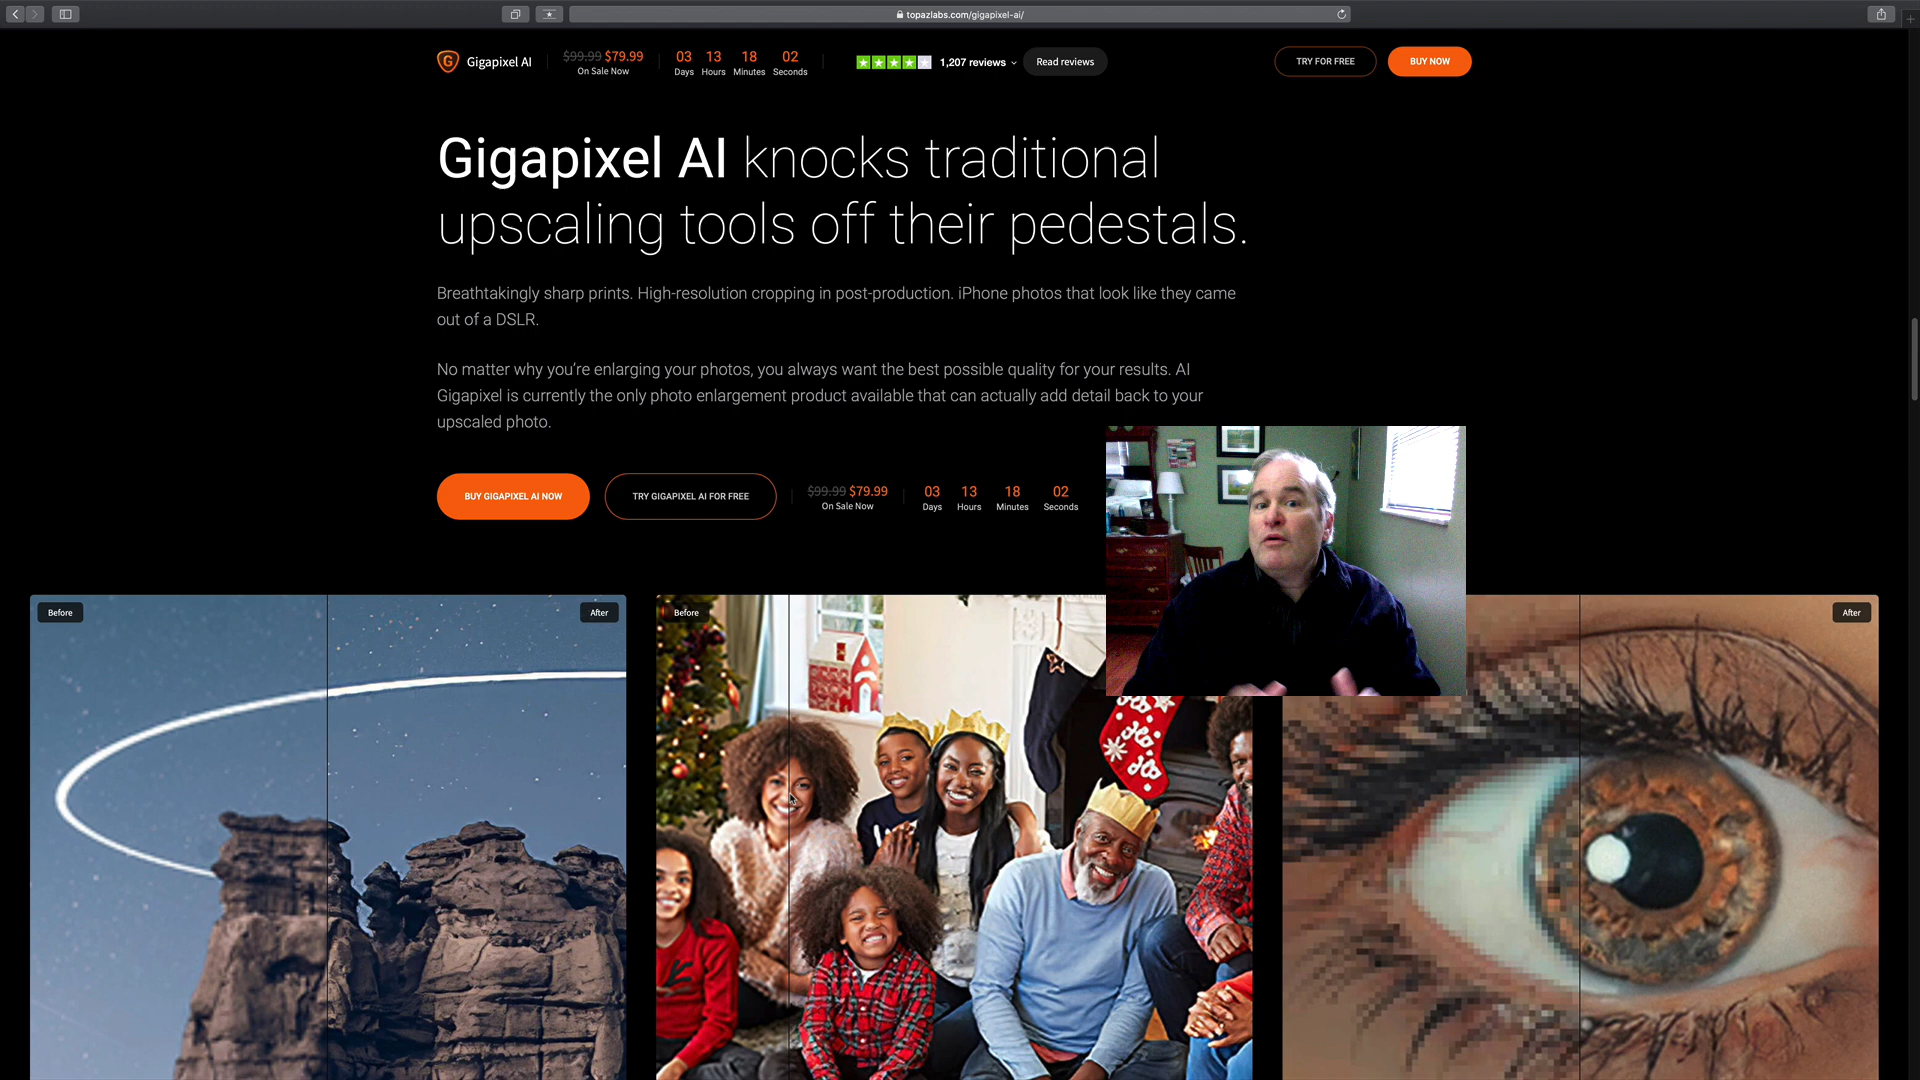 topazlabs.com/gigapixel-ai/
Gigapixel AI
$99.99 $79.99
On Sale Now
03 13 18 02
Days Hours Minutes Seconds
1,207 reviews
Read reviews
TRY FOR FREE
BUY NOW
Gigapixel AI knocks traditional
upscaling tools off their pedestals.
Breathtakingly sharp prints. High-resolution cropping in post-production. iPhone photos that look like they came
out of a DSLR.
No matter why you’re enlarging your photos, you always want the best possible quality for your results. AI
Gigapixel is currently the only photo enlargement product available that can actually add detail back to your
upscaled photo.
BUY GIGAPIXEL AI NOW
TRY GIGAPIXEL AI FOR FREE
$99.99 $79.99
On Sale Now
03 13 18 02
Days Hours Minutes Seconds
Before
After
Before
After